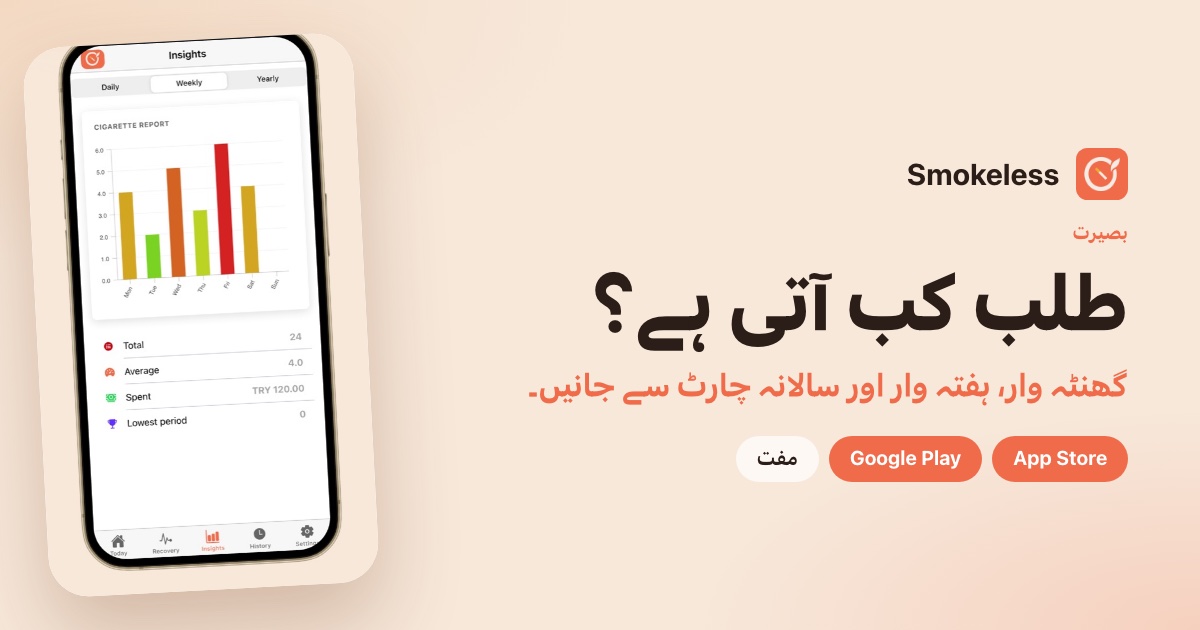 Smokeless
بصیرت
طلب کب آتی ہے؟
گھنٹہ وار، ہفتہ وار اور سالانہ چارٹ سے جانیں۔
App Store
Google Play
مفت
Insights
Daily
Weekly
Yearly
CIGARETTE REPORT
6.0
5.0
4.0
3.0
2.0
1.0
0.0
Mon
Tue
Wed
Thu
Fri
Sat
Sun
Total 24
Average 4.0
Spent TRY 120.00
Lowest period 0
Today
Recovery
Insights
History
Settings